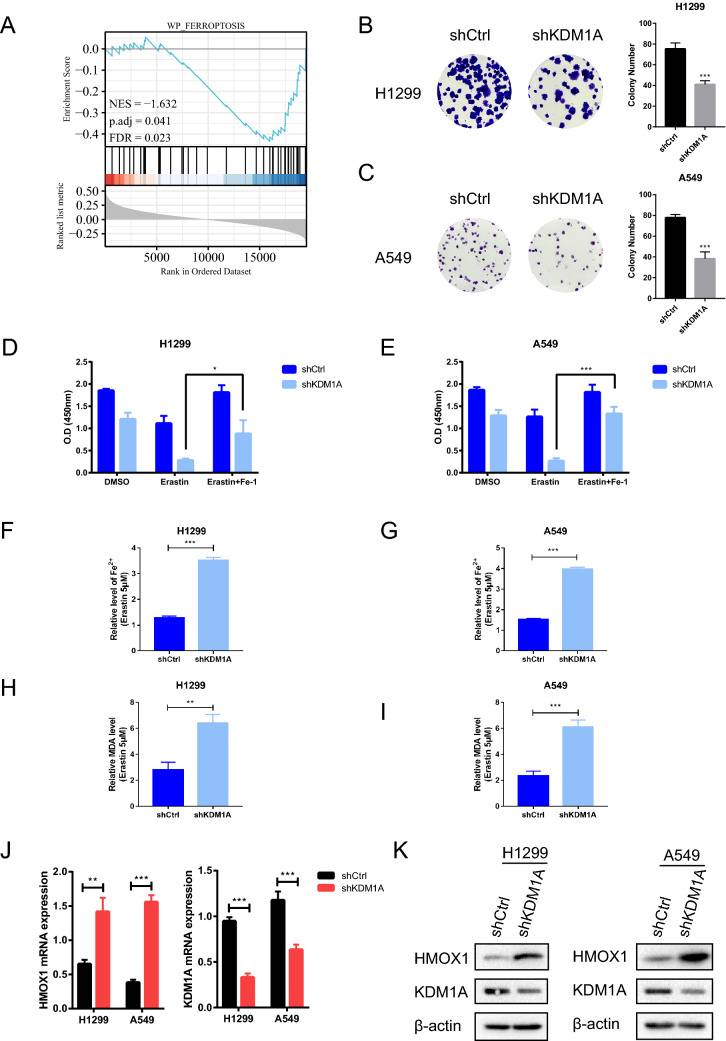 A
WP_FERROPTOSIS
Enrichment Score
0.0
−0.1
−0.2
−0.3
−0.4
NES = −1.632
p.adj = 0.041
FDR = 0.023
Ranked list metric
0.50
0.25
0.00
−0.25
5000 10000 15000
Rank in Ordered Dataset
B
shCtrl shKDM1A
H1299
H1299
Colony Number
100
80
60
40
20
0
***
shCtrl shKDM1A
C
shCtrl shKDM1A
A549
A549
Colony Number
100
80
60
40
20
0
***
shCtrl shKDM1A
D
H1299
O.D (450nm)
2.5
2.0
1.5
1.0
0.5
0.0
*
DMSO Erastin Erastin+Fe-1
shCtrl
shKDM1A
E
A549
O.D (450nm)
2.5
2.0
1.5
1.0
0.5
0.0
***
DMSO Erastin Erastin+Fe-1
shCtrl
shKDM1A
F
H1299
Relative level of Fe²⁺
(Erastin 5μM)
4
3
2
1
0
***
shCtrl shKDM1A
G
A549
Relative level of Fe²⁺
(Erastin 5μM)
5
4
3
2
1
0
***
shCtrl shKDM1A
H
H1299
Relative MDA level
(Erastin 5μM)
8
6
4
2
0
**
shCtrl shKDM1A
I
A549
Relative MDA level
(Erastin 5μM)
8
6
4
2
0
***
shCtrl shKDM1A
J
HMOX1 mRNA expression
2.0
1.5
1.0
0.5
0.0
** ***
H1299 A549
KDM1A mRNA expression
1.5
1.0
0.5
0.0
*** ***
H1299 A549
shCtrl
shKDM1A
K
H1299
shCtrl shKDM1A
HMOX1
KDM1A
β-actin
A549
shCtrl shKDM1A
HMOX1
KDM1A
β-actin